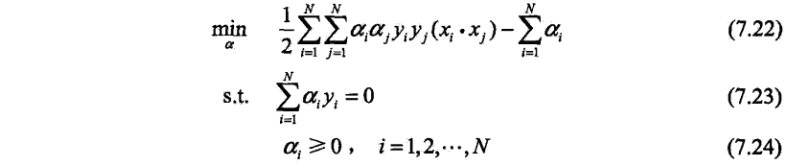 min_α 1/2 ∑_{i=1}^{N} ∑_{j=1}^{N} α_i α_j y_i y_j (x_i · x_j) − ∑_{i=1}^{N} α_i (7.22)
s.t. ∑_{i=1}^{N} α_i y_i = 0 (7.23)
α_i ⩾ 0 , i = 1, 2, ⋯, N (7.24)